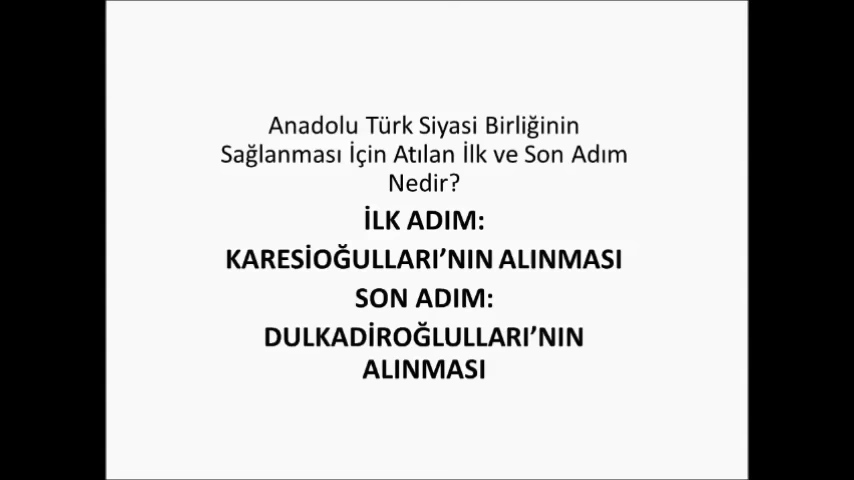 Anadolu Türk Siyasi Birliğinin
Sağlanması İçin Atılan İlk ve Son Adım
Nedir?
İLK ADIM:
KARESİOĞULLARI’NIN ALINMASI
SON ADIM:
DULKADİROĞLULLARI’NIN
ALINMASI